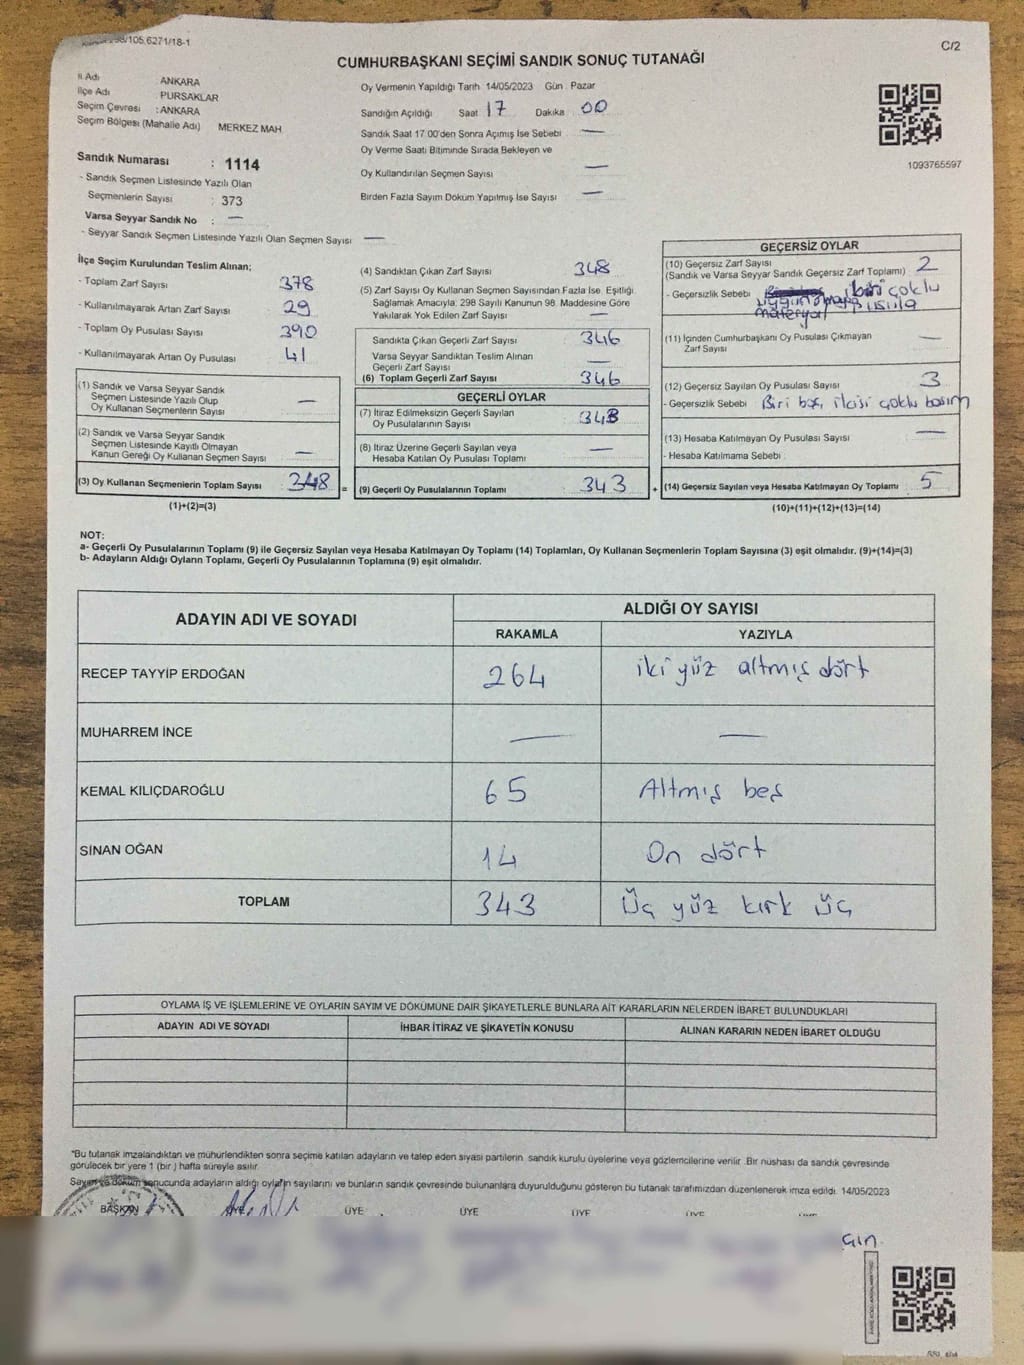 105.6271/18-1
C/2
CUMHURBAŞKANI SEÇİMİ SANDIK SONUÇ TUTANAĞI
İl Adı : ANKARA
İlçe Adı : PURSAKLAR
Seçim Çevresi : ANKARA
Seçim Bölgesi (Mahalle Adı) MERKEZ MAH
Sandık Numarası : 1114
- Sandık Seçmen Listesinde Yazılı Olan
Seçmenlerin Sayısı : 373
Varsa Seyyar Sandık No : —
- Seyyar Sandık Seçmen Listesinde Yazılı Olan Seçmen Sayısı —
Oy Vermenin Yapıldığı Tarih 14/05/2023 Gün Pazar
Sandığın Açıldığı Saat 17 Dakika 00
Sandık Saat 17.00'den Sonra Açılmış İse Sebebi —
Oy Verme Saati Bitiminde Sırada Bekleyen ve
Oy Kullandırılan Seçmen Sayısı —
Birden Fazla Sayım Döküm Yapılmış İse Sayısı —
1093765597
İlçe Seçim Kurulundan Teslim Alınan;
- Toplam Zarf Sayısı 378
- Kullanılmayarak Artan Zarf Sayısı 29
- Toplam Oy Pusulası Sayısı 390
- Kullanılmayarak Artan Oy Pusulası 41
(1) Sandık ve Varsa Seyyar Sandık
Seçmen Listesinde Yazılı Olup
Oy Kullanan Seçmenlerin Sayısı —
(2) Sandık ve Varsa Seyyar Sandık
Seçmen Listesinde Kayıtlı Olmayan
Kanun Gereği Oy Kullanan Seçmen Sayısı —
(3) Oy Kullanan Seçmenlerin Toplam Sayısı 348 =
(1)+(2)=(3)
(4) Sandıktan Çıkan Zarf Sayısı 348
(5) Zarf Sayısı Oy Kullanan Seçmen Sayısından Fazla İse. Eşitliği
Sağlamak Amacıyla; 298 Sayılı Kanunun 98. Maddesine Göre
Yakılarak Yok Edilen Zarf Sayısı —
Sandıkta Çıkan Geçerli Zarf Sayısı 346
Varsa Seyyar Sandıktan Teslim Alınan
Geçerli Zarf Sayısı —
(6) Toplam Geçerli Zarf Sayısı 346
GEÇERLİ OYLAR
(7) İtiraz Edilmeksizin Geçerli Sayılan
Oy Pusulalarının Sayısı 343
(8) İtiraz Üzerine Geçerli Sayılan veya
Hesaba Katılan Oy Pusulası Toplamı —
(9) Geçerli Oy Pusulalarının Toplamı 343 +
GEÇERSİZ OYLAR
(10) Geçersiz Zarf Sayısı
(Sandık ve Varsa Seyyar Sandık Geçersiz Zarf Toplamı) 2
- Geçersizlik Sebebi biri çoklu
uygun olmayan
materyal
(11) İçinden Cumhurbaşkanı Oy Pusulası Çıkmayan
Zarf Sayısı —
(12) Geçersiz Sayılan Oy Pusulası Sayısı 3
- Geçersizlik Sebebi Biri boş, ikisi çoklu basım
(13) Hesaba Katılmayan Oy Pusulası Sayısı —
- Hesaba Katılmama Sebebi
(14) Geçersiz Sayılan veya Hesaba Katılmayan Oy Toplamı 5
(10)+(11)+(12)+(13)=(14)
NOT:
a- Geçerli Oy Pusulalarının Toplamı (9) ile Geçersiz Sayılan veya Hesaba Katılmayan Oy Toplamı (14) Toplamları, Oy Kullanan Seçmenlerin Toplam Sayısına (3) eşit olmalıdır. (9)+(14)=(3)
b- Adayların Aldığı Oyların Toplamı, Geçerli Oy Pusulalarının Toplamına (9) eşit olmalıdır.
ADAYIN ADI VE SOYADI
ALDIĞI OY SAYISI
RAKAMLA YAZIYLA
RECEP TAYYİP ERDOĞAN 264 iki yüz altmış dört
MUHARREM İNCE — —
KEMAL KILIÇDAROĞLU 65 Altmış beş
SİNAN OĞAN 14 On dört
TOPLAM 343 Üç yüz kırk üç
OYLAMA İŞ VE İŞLEMLERİNE VE OYLARIN SAYIM VE DÖKÜMÜNE DAİR ŞİKAYETLERLE BUNLARA AİT KARARLARIN NELERDEN İBARET BULUNDUKLARI
ADAYIN ADI VE SOYADI İHBAR İTİRAZ VE ŞİKAYETİN KONUSU ALINAN KARARIN NEDEN İBARET OLDUĞU
*Bu tutanak imzalandıktan ve mühürlendikten sonra seçime katılan adayların ve talep eden siyasi partilerin sandık kurulu üyelerine veya gözlemcilerine verilir. Bir nüshası da sandık çevresinde
görülecek bir yere 1 (bir) hafta süreyle asılır.
Sayım ve döküm sonucunda adayların aldığı oyların sayılarını ve bunların sandık çevresinde bulunanlara duyurulduğunu gösteren bu tutanak tarafımızdan düzenlenerek imza edildi. 14/05/2023
BAŞKAN ÜYE ÜYE ÜYE ÜYE ÜYE